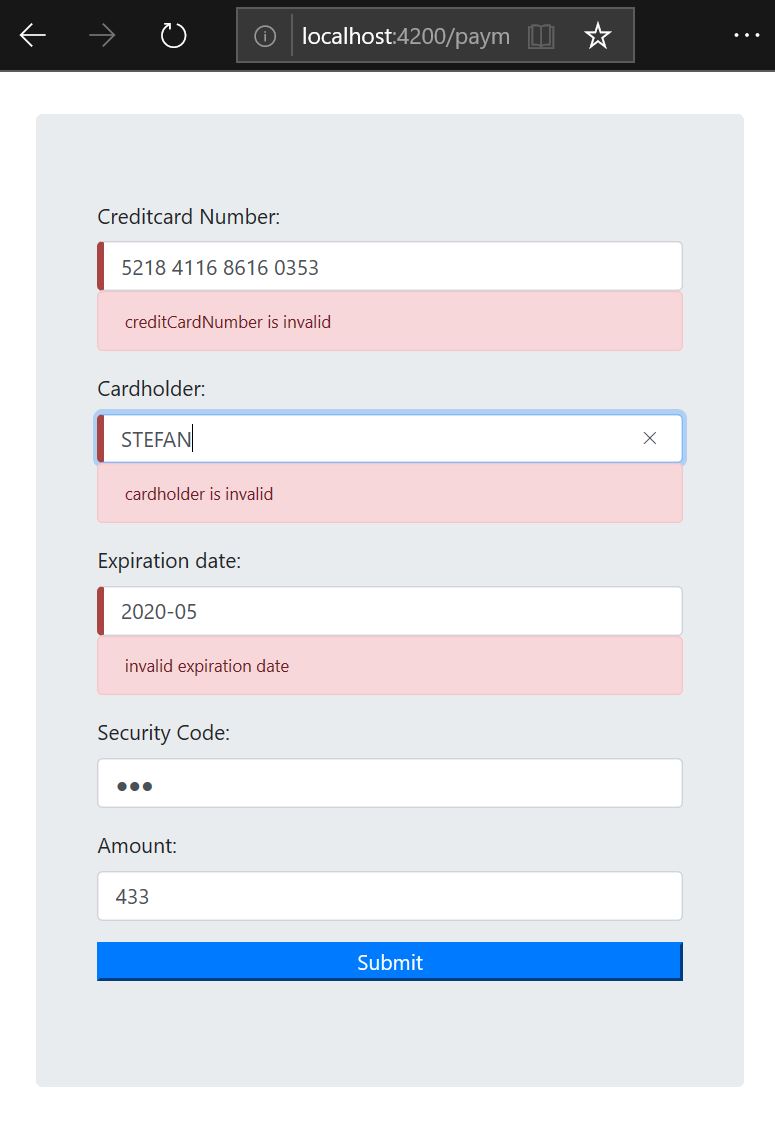 localhost:4200/paym
Creditcard Number:
5218 4116 8616 0353
creditCardNumber is invalid
Cardholder:
STEFAN
cardholder is invalid
Expiration date:
2020-05
invalid expiration date
Security Code:
●●●
Amount:
433
Submit